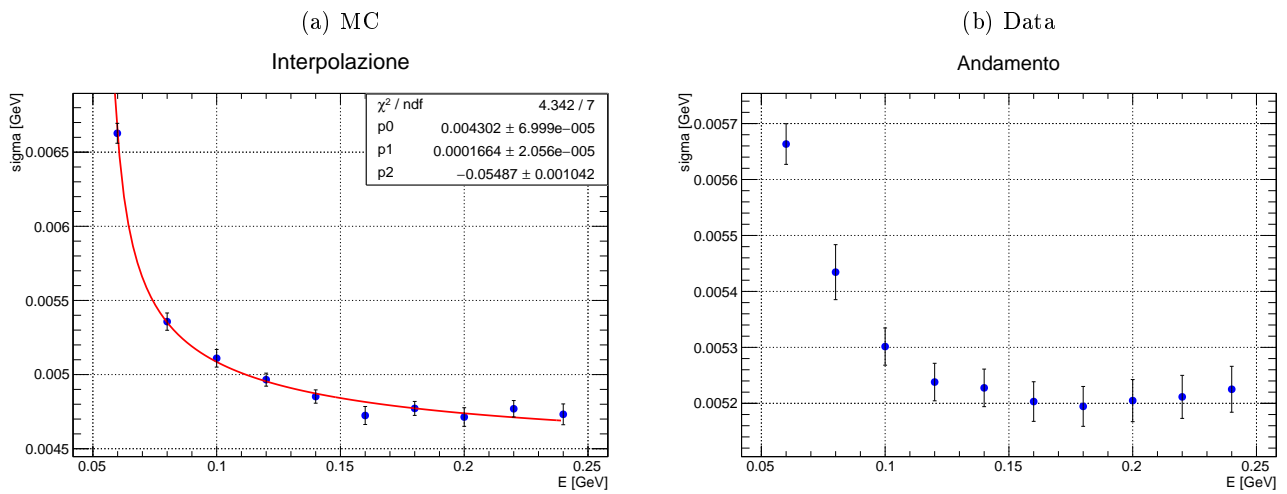 (a) MC
Interpolazione
sigma [GeV]
χ² / ndf 4.342 / 7
p0 0.004302 ± 6.999e−005
p1 0.0001664 ± 2.056e−005
p2 −0.05487 ± 0.001042
0.0065
0.006
0.0055
0.005
0.0045
0.05 0.1 0.15 0.2 0.25
E [GeV]
(b) Data
Andamento
sigma [GeV]
0.0057
0.0056
0.0055
0.0054
0.0053
0.0052
0.05 0.1 0.15 0.2 0.25
E [GeV]